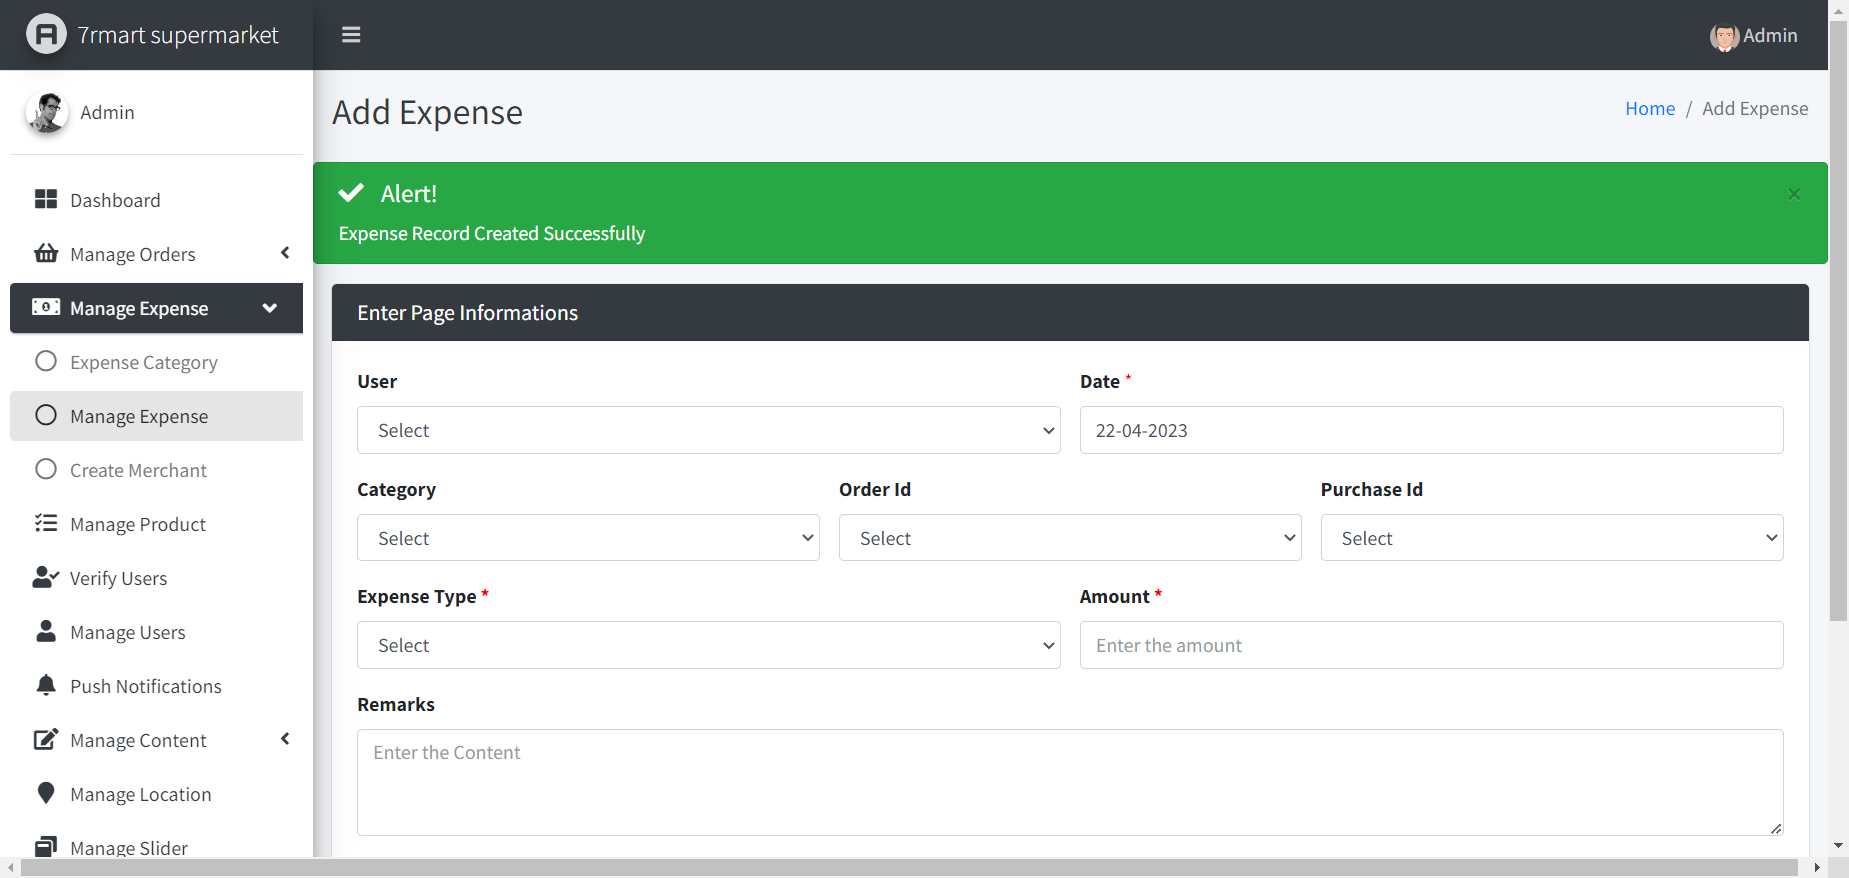 7rmart supermarket
Admin
Admin
Add Expense
Home / Add Expense
Dashboard
Manage Orders
Manage Expense
Expense Category
Manage Expense
Create Merchant
Manage Product
Verify Users
Manage Users
Push Notifications
Manage Content
Manage Location
Manage Slider
Alert!
×
Expense Record Created Successfully
Enter Page Informations
User
Date *
Select
22-04-2023
Category
Order Id
Purchase Id
Select
Select
Select
Expense Type *
Amount *
Select
Enter the amount
Remarks
Enter the Content